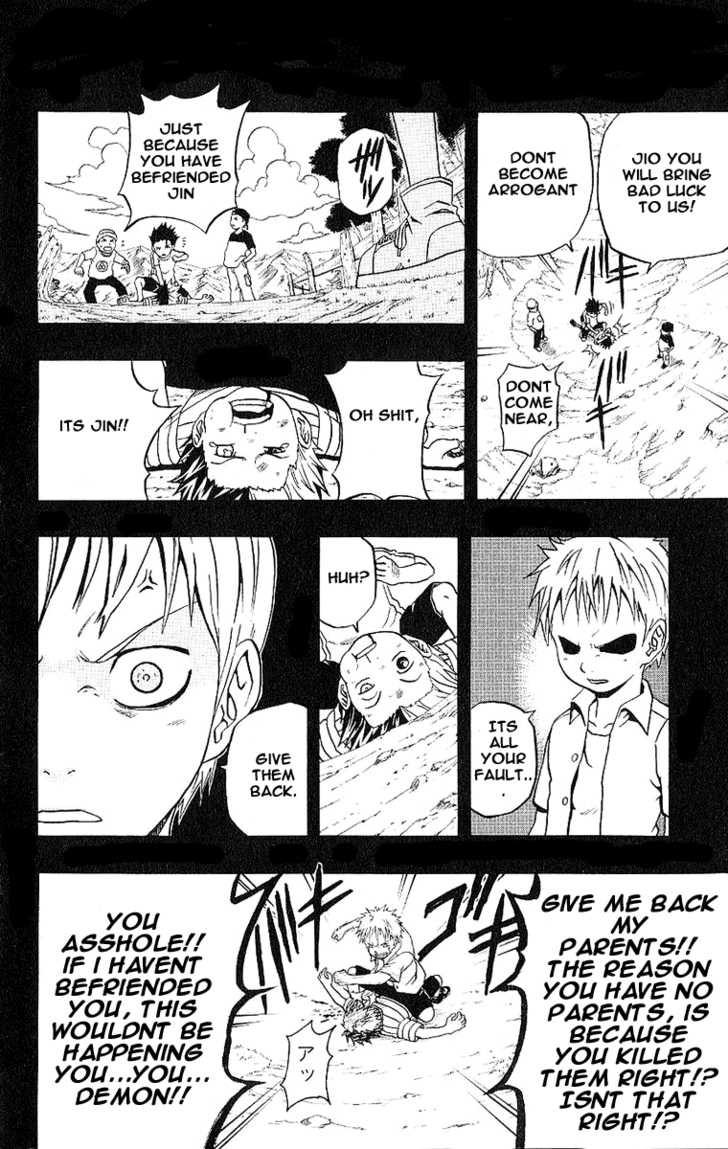 JIO YOU
WILL BRING
BAD LUCK
TO US!
DONT
BECOME
ARROGANT
DONT
COME
NEAR,
JUST
BECAUSE
YOU HAVE
BEFRIENDED
JIN
OH SHIT,
ITS JIN!!
ITS
ALL
YOUR
FAULT..
.
HUH?
GIVE
THEM
BACK.
GIVE ME BACK
MY
PARENTS!!
THE REASON
YOU HAVE NO
PARENTS, IS
BECAUSE
YOU KILLED
THEM RIGHT!?
ISNT THAT
RIGHT!?
アッ
YOU
ASSHOLE!!
IF I HAVENT
BEFRIENDED
YOU, THIS
WOULDNT BE
HAPPENING
YOU...YOU...
DEMON!!